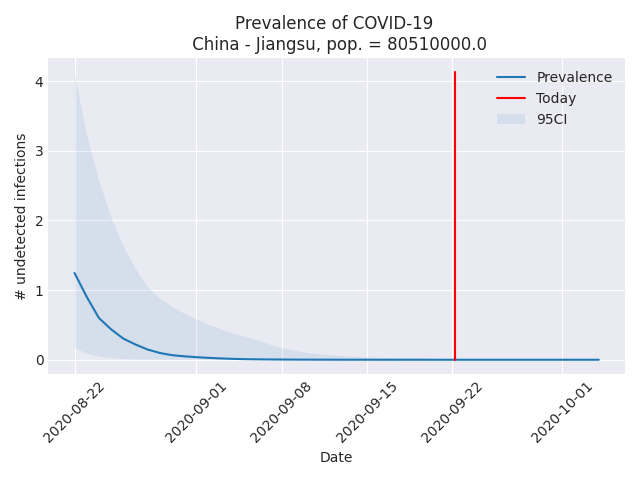 Prevalence of COVID-19
China - Jiangsu, pop. = 80510000.0
Prevalence
Today
95CI
# undetected infections
4
3
2
1
0
2020-08-22
2020-09-01
2020-09-08
2020-09-15
2020-09-22
2020-10-01
Date